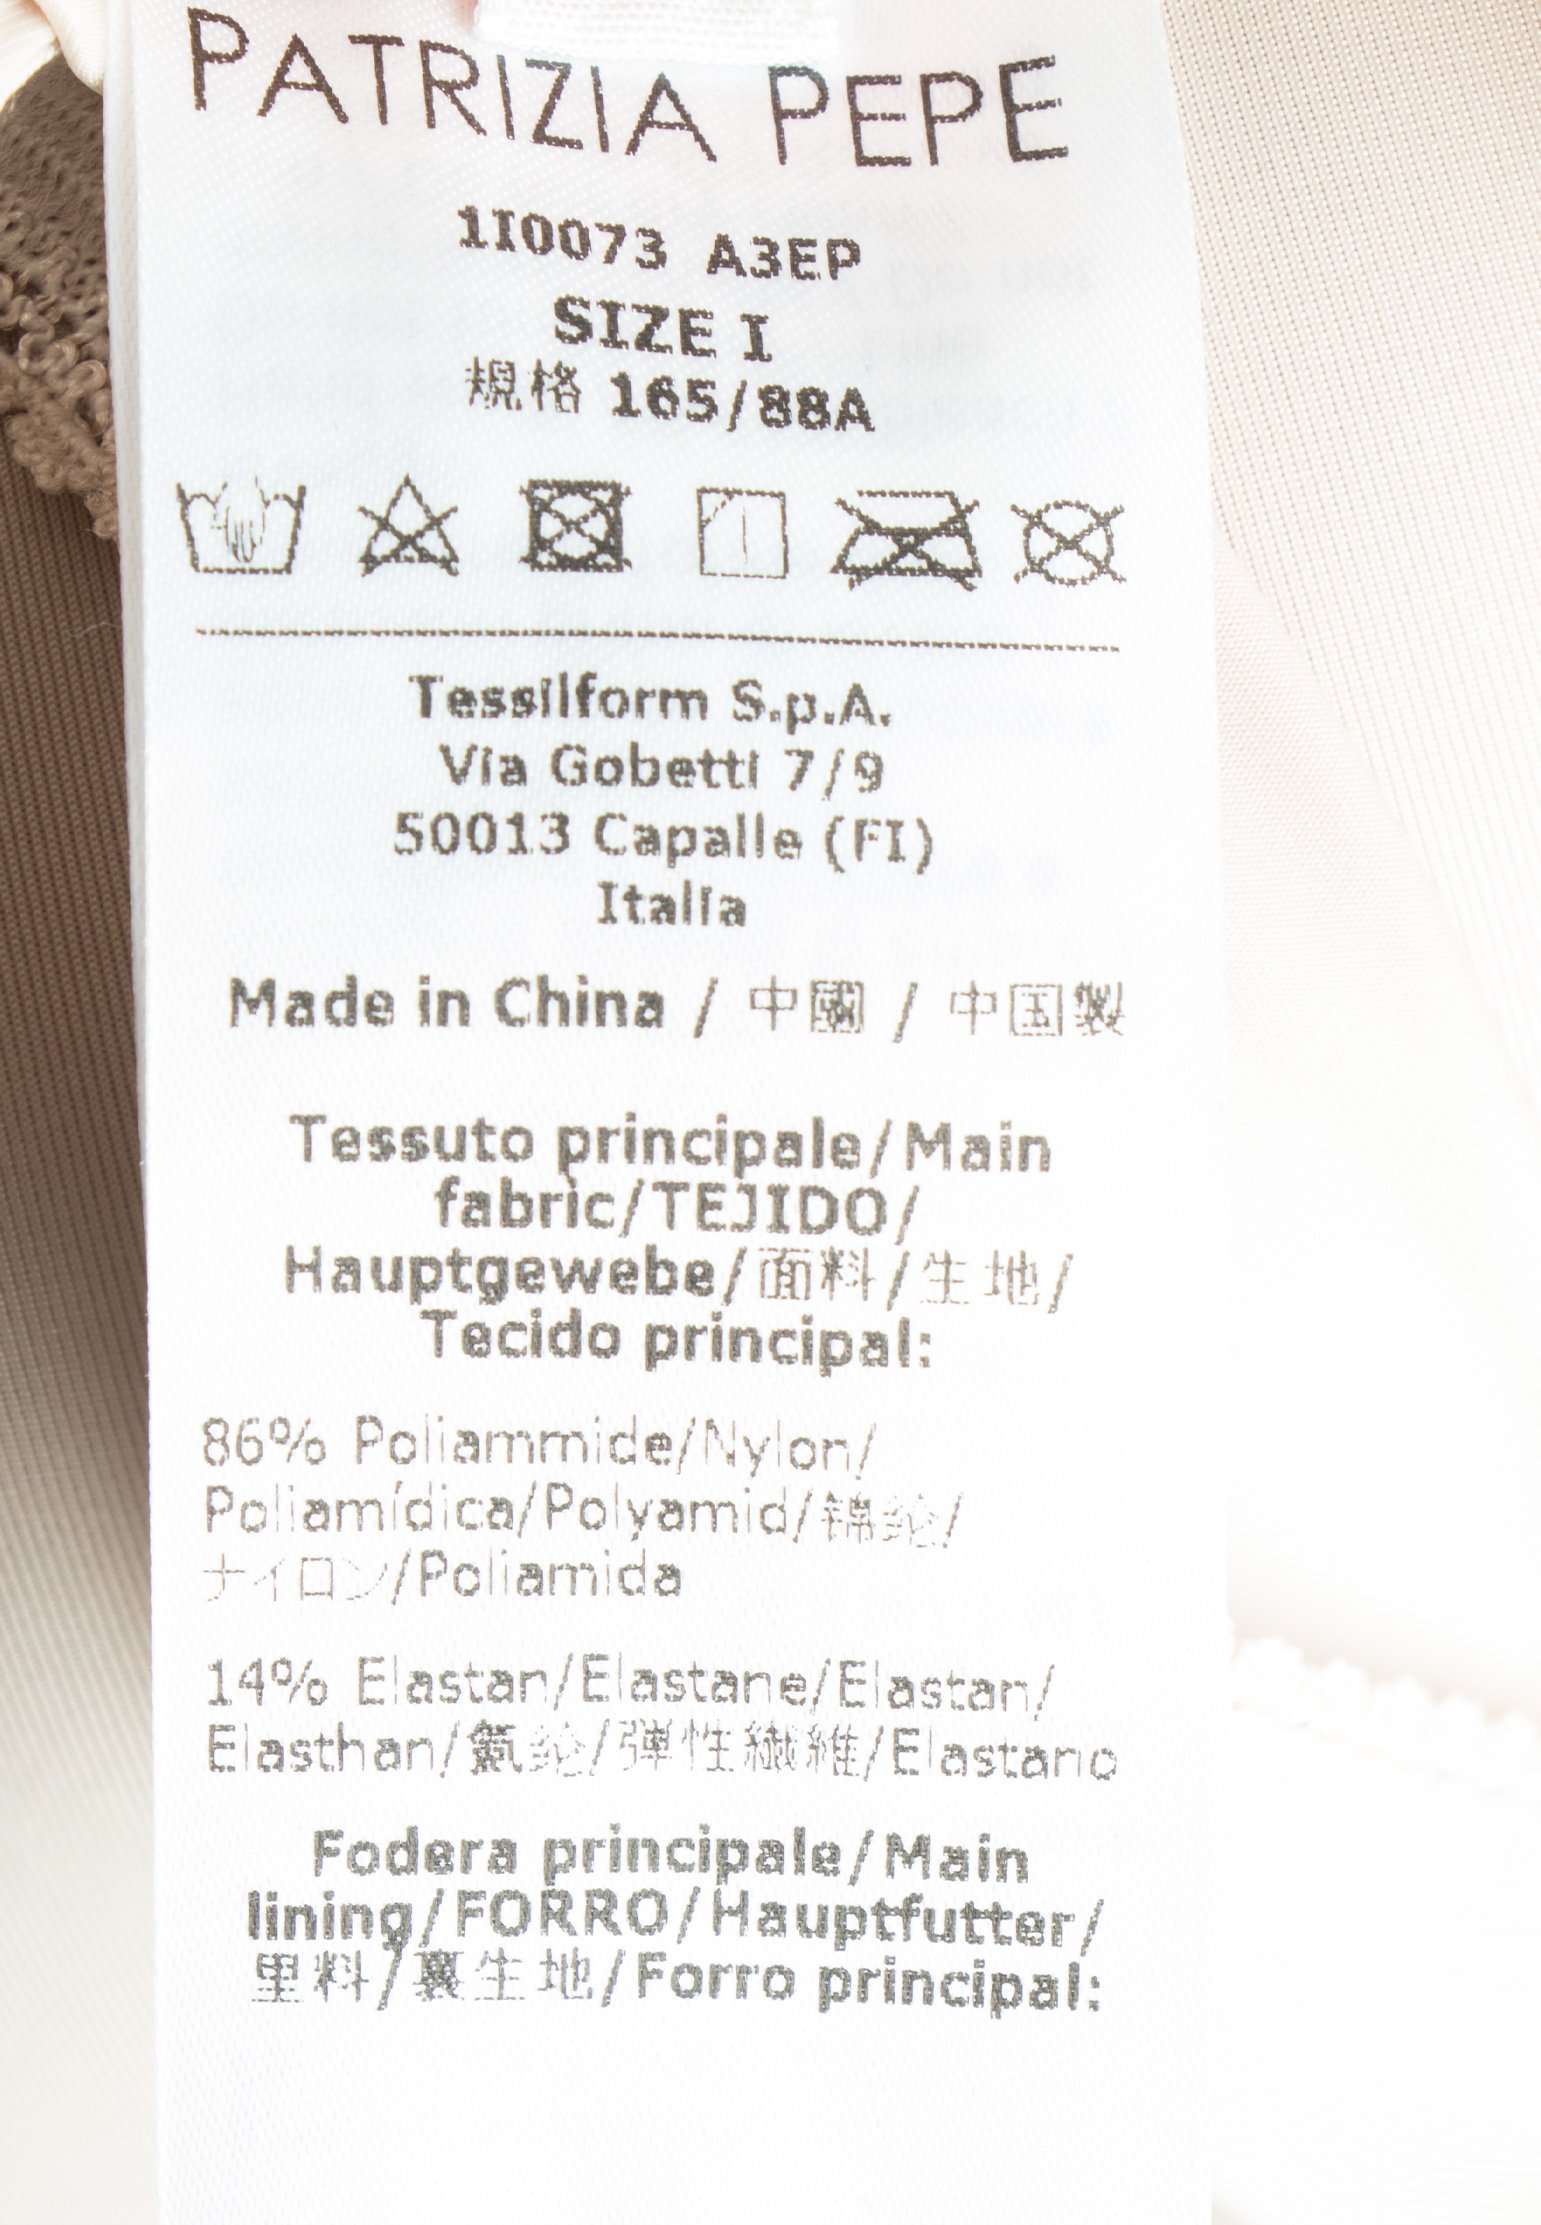 PATRIZIA PEPE
1I0073 A3EP
SIZE I
規格 165/88A
Tessilform S.p.A.
Via Gobetti 7/9
50013 Capalle (FI)
Italia
Made in China / 中國 / 中国製
Tessuto principale/Main
fabric/TEJIDO/
Hauptgewebe/面料/生地/
Tecido principal:
86% Poliammide/Nylon/
Poliamídica/Polyamid/锦纶/
ナイロン/Poliamida
14% Elastan/Elastane/Elastan/
Elasthan/氨纶/弾性繊維/Elastano
Fodera principale/Main
lining/FORRO/Hauptfutter/
里料/裏生地/Forro principal: